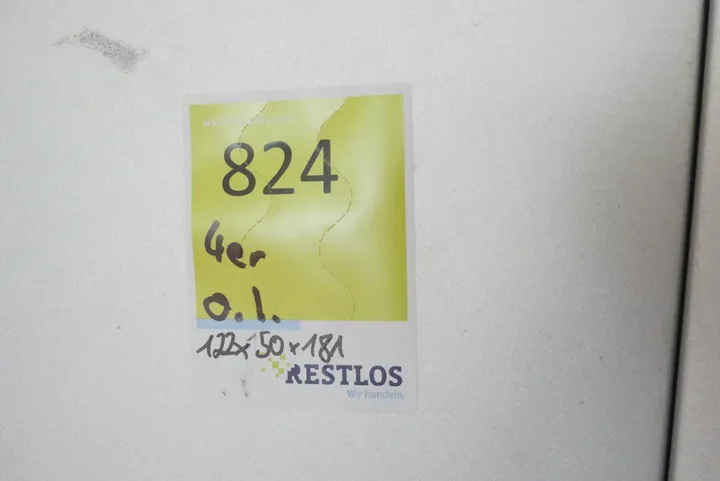 824
4er
o.l.
122x50x181
RESTLOS
Wir handeln.